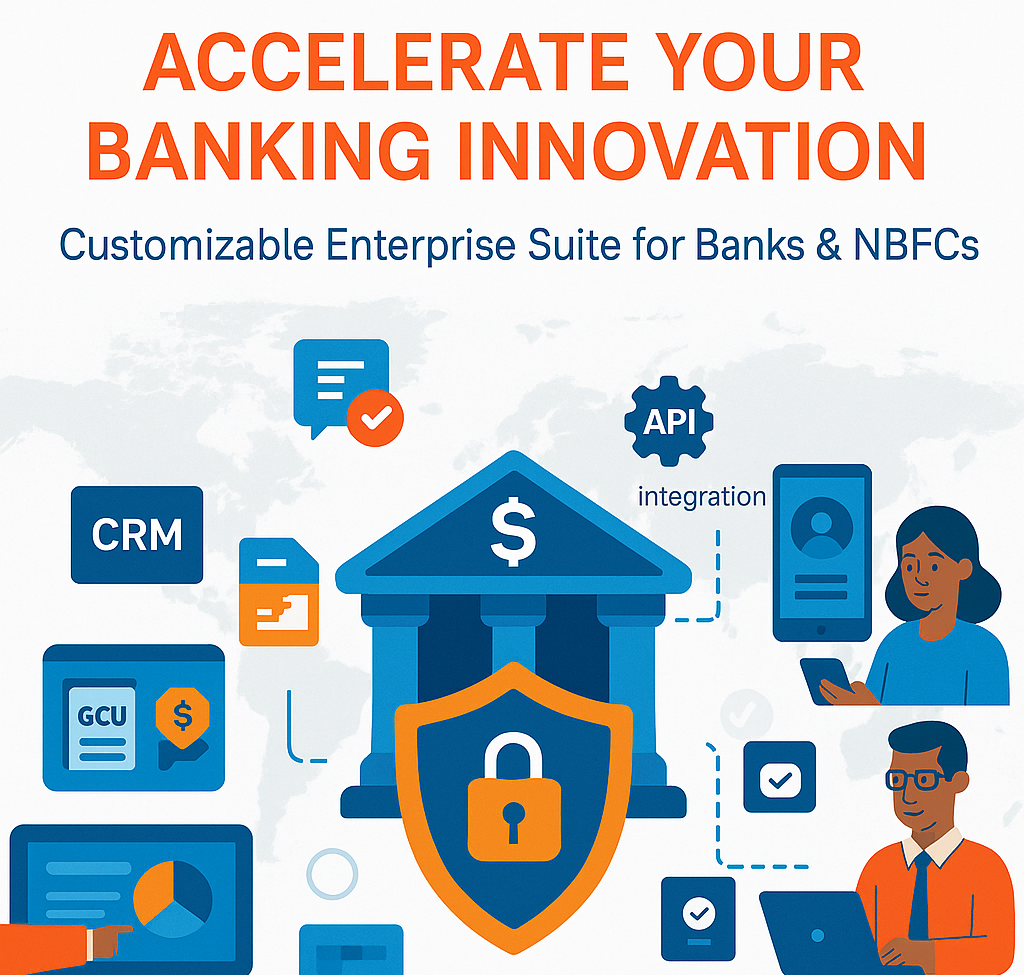 ACCELERATE YOUR
BANKING INNOVATION
Customizable Enterprise Suite for Banks & NBFCs
API
integration
$
CRM
GCU
$